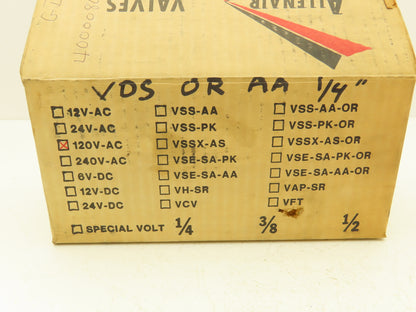 VALVES
ALLENAIR
VDS OR AA 1/4"
12V-AC VSS-AA VSS-AA-OR
24V-AC VSS-PK VSS-PK-OR
120V-AC VSSX-AS VSSX-AS-OR
240V-AC VSE-SA-PK VSE-SA-PK-OR
6V-DC VSE-SA-AA VSE-SA-AA-OR
12V-DC VH-SR VAP-SR
24V-DC VCV VFT
SPECIAL VOLT 1/4 3/8 1/2